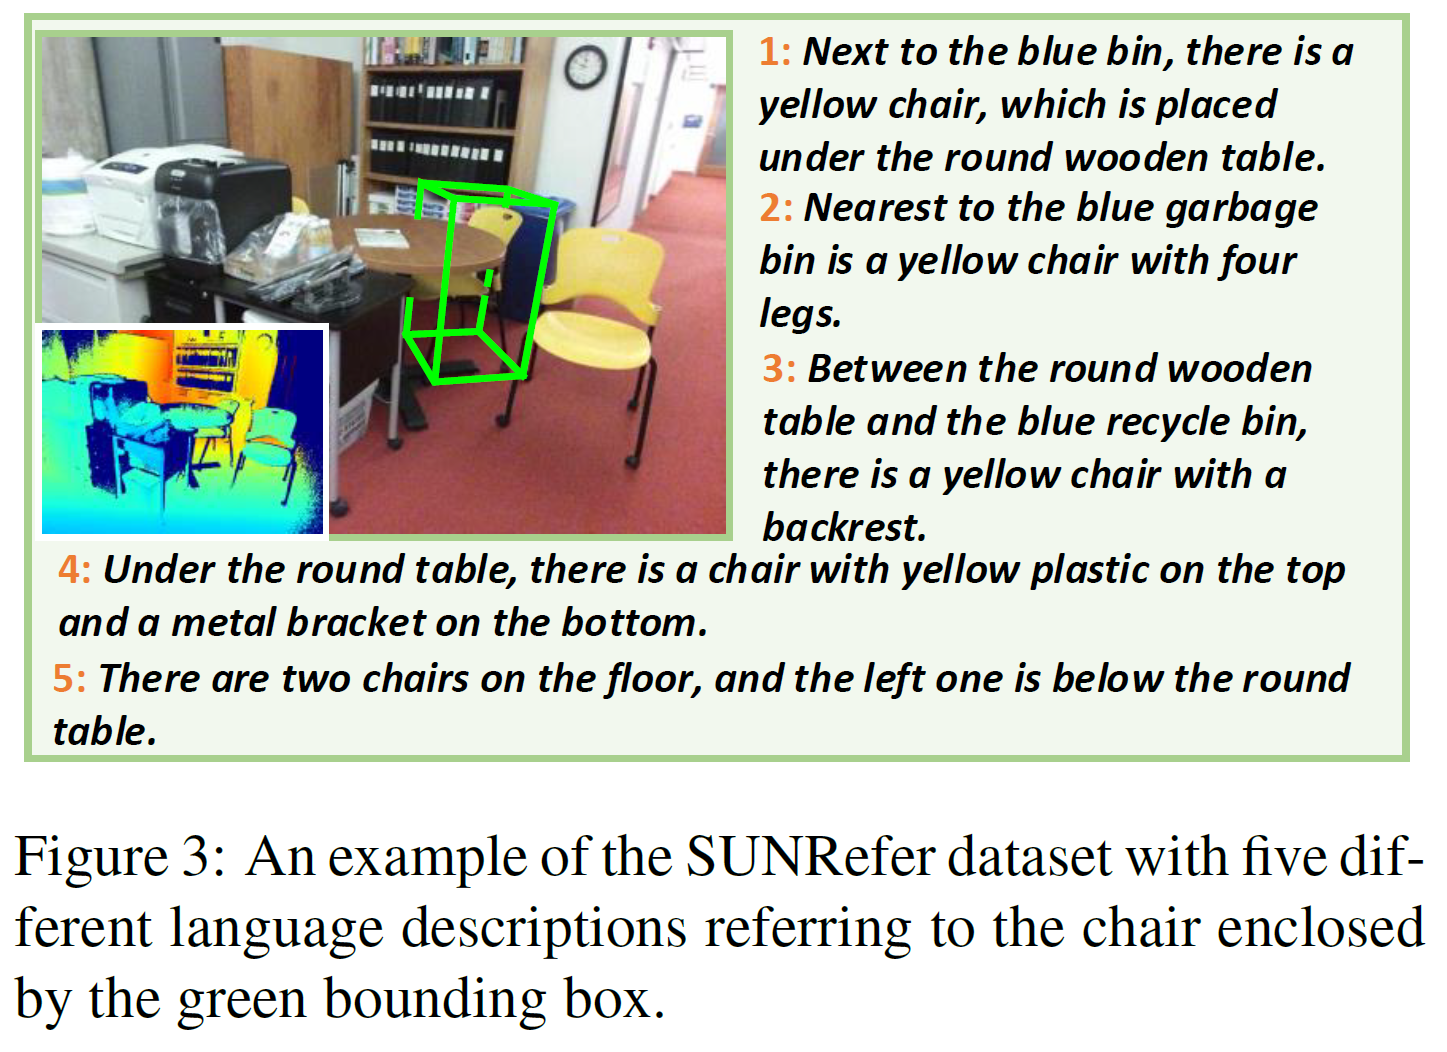 1: Next to the blue bin, there is a
yellow chair, which is placed
under the round wooden table.
2: Nearest to the blue garbage
bin is a yellow chair with four
legs.
3: Between the round wooden
table and the blue recycle bin,
there is a yellow chair with a
backrest.
4: Under the round table, there is a chair with yellow plastic on the top
and a metal bracket on the bottom.
5: There are two chairs on the floor, and the left one is below the round
table.
Figure 3: An example of the SUNRefer dataset with five dif-
ferent language descriptions referring to the chair enclosed
by the green bounding box.